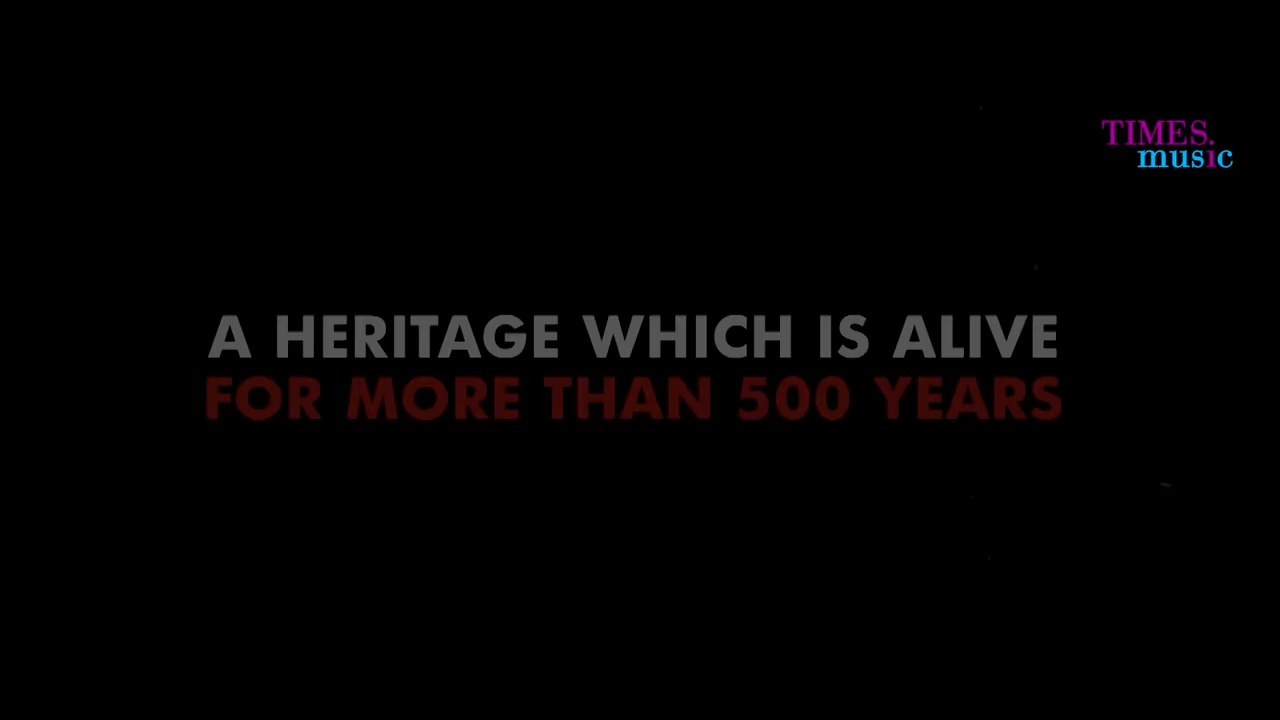 TIMES.
music
A HERITAGE WHICH IS ALIVE
FOR MORE THAN 500 YEARS